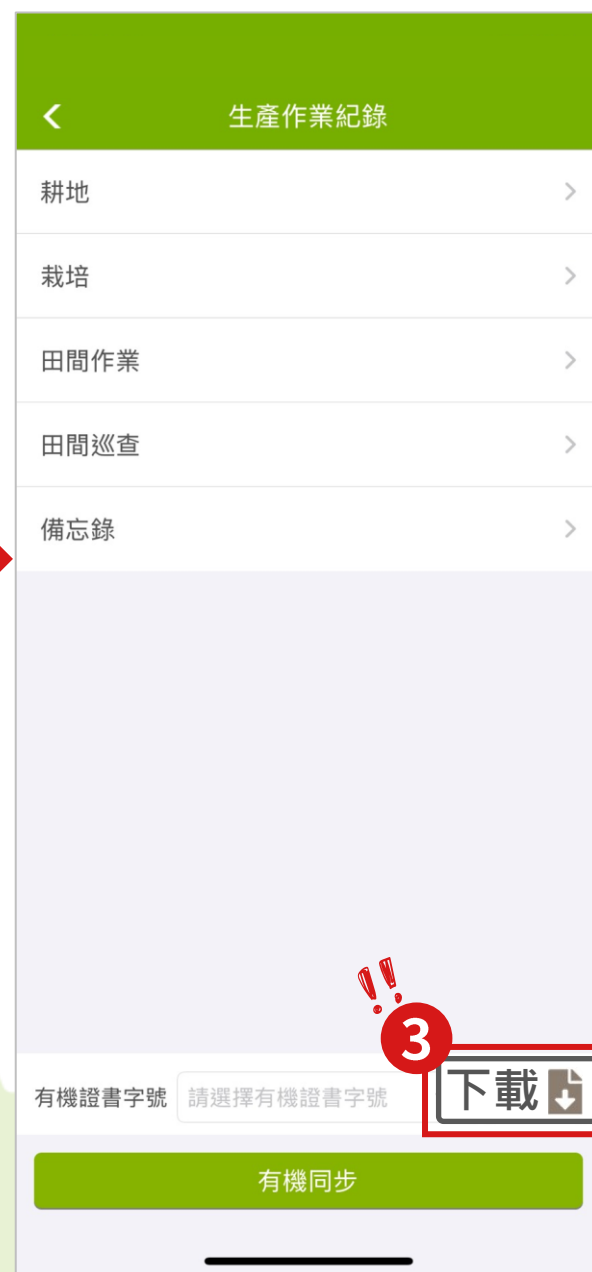 生產作業紀錄
耕地
栽培
田間作業
田間巡查
備忘錄
!!
3
有機證書字號 請選擇有機證書字號 下載
有機同步